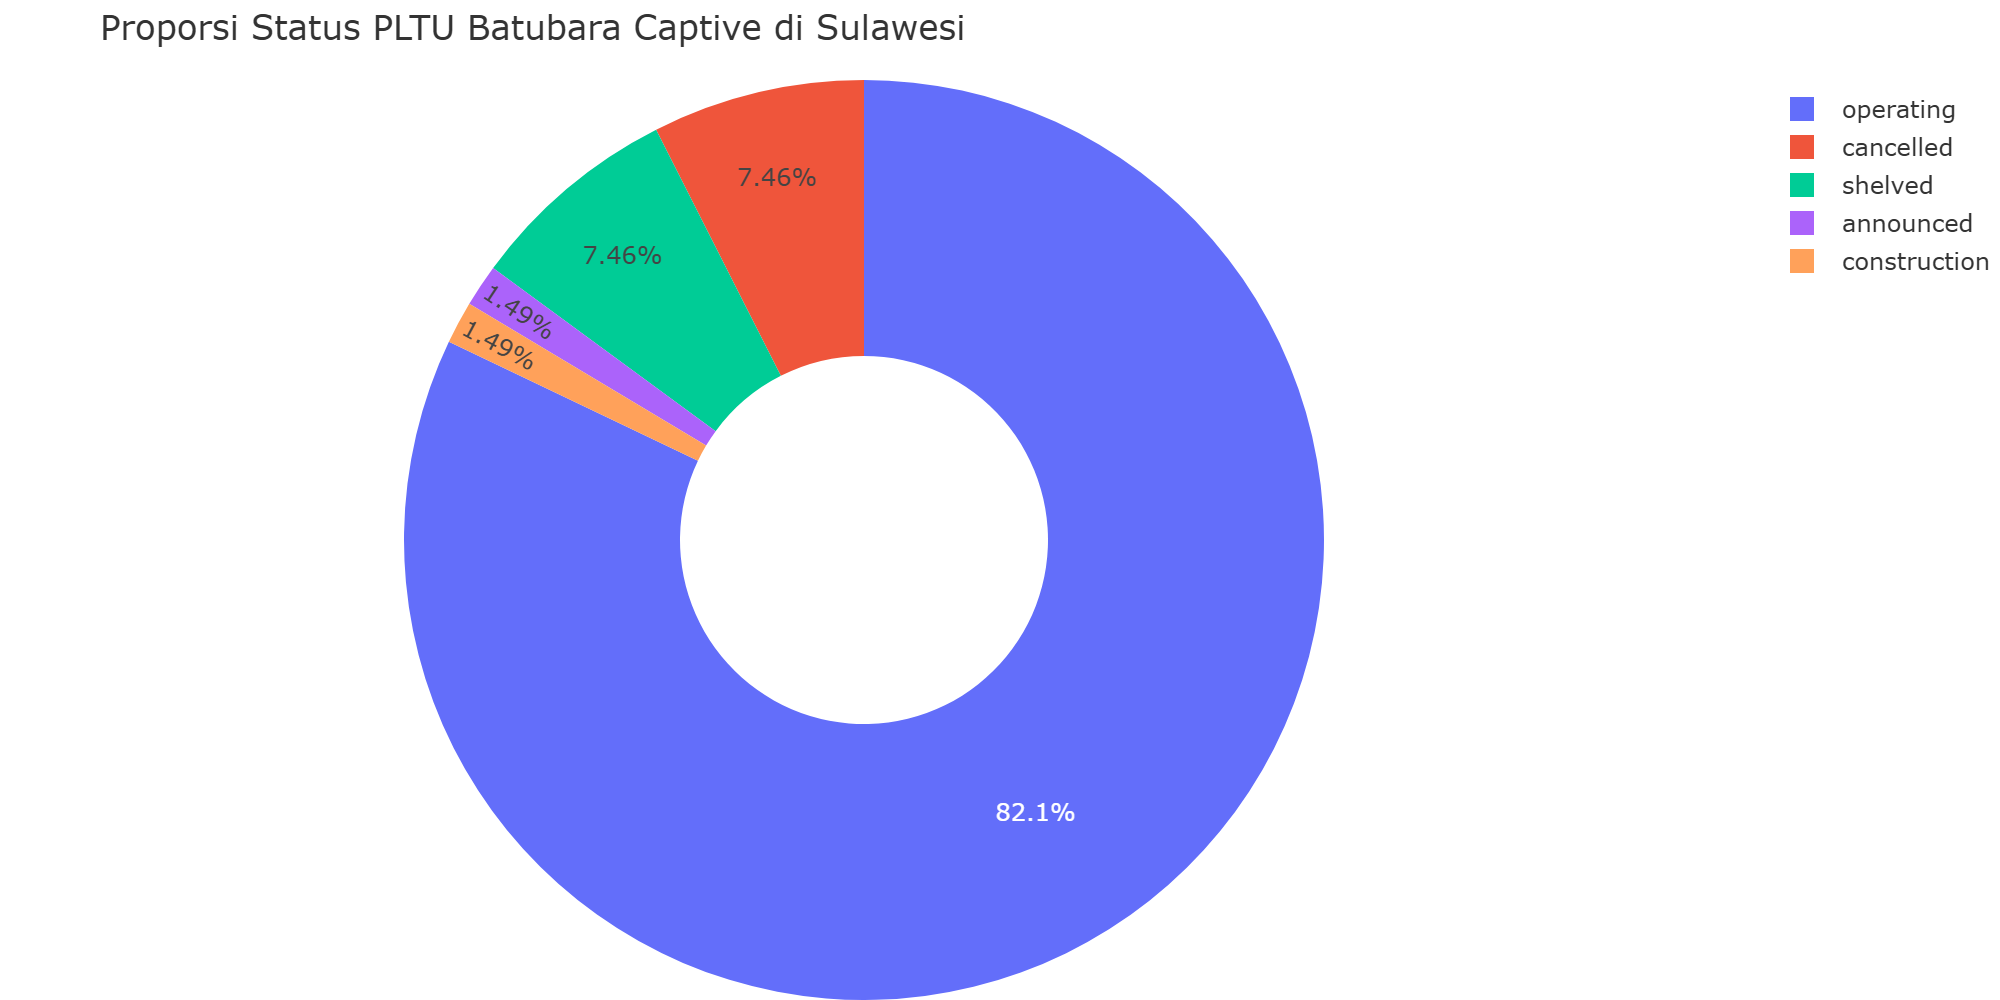 Proporsi Status PLTU Batubara Captive di Sulawesi
operating
cancelled
shelved
announced
construction
7.46%
7.46%
1.49%
1.49%
82.1%